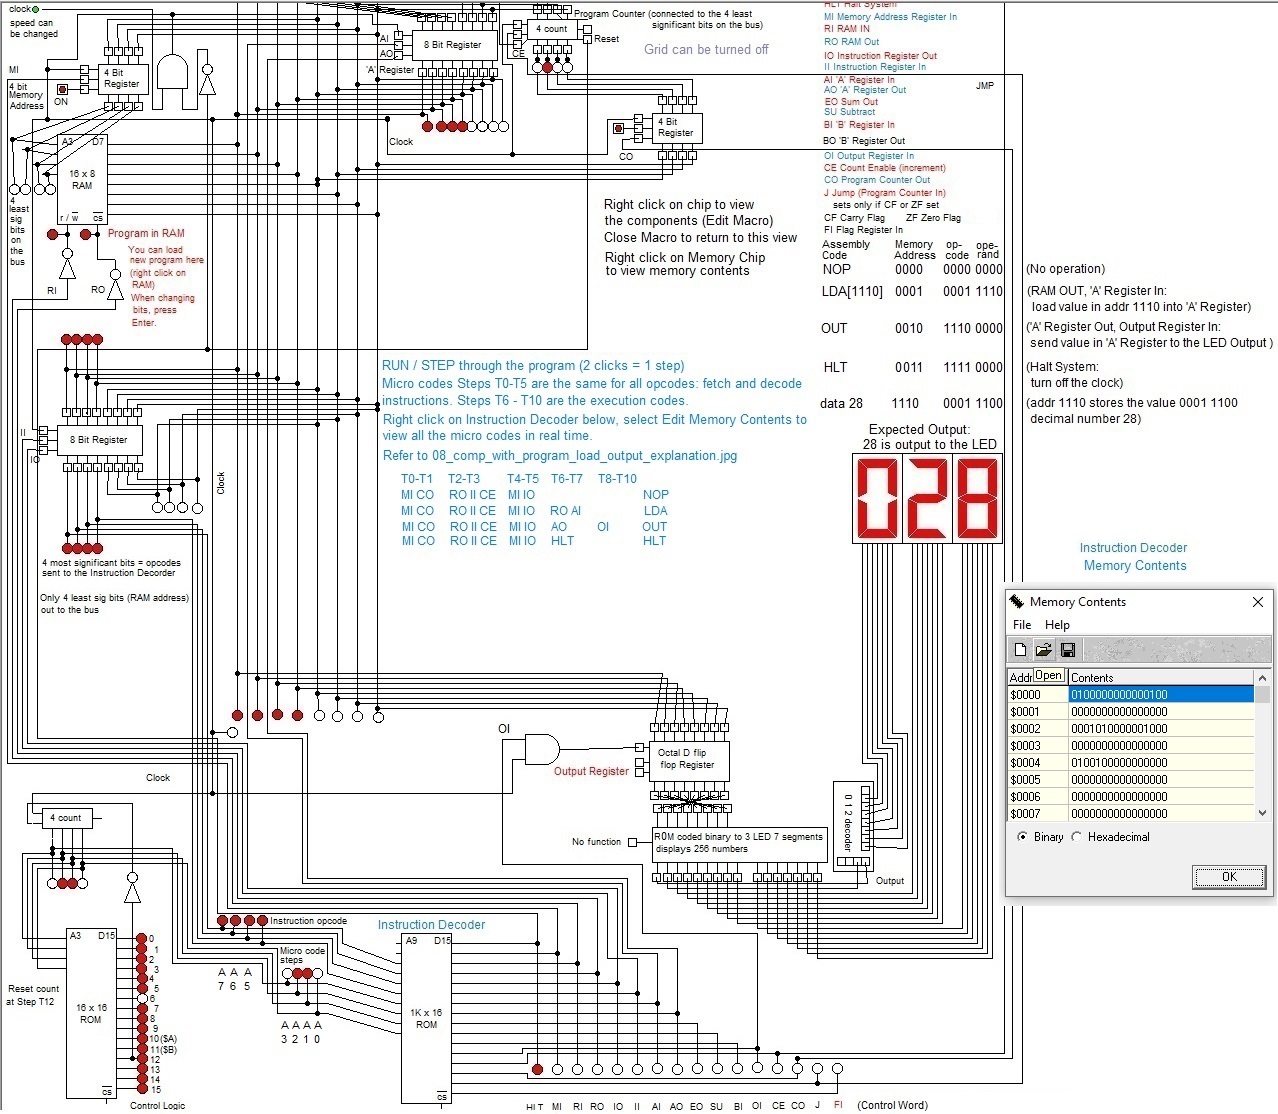 clock
speed can
be changed
MI
4 bit
Memory
Address
ON
4 Bit
Register
A3 D7
16 x 8
RAM
r / w cs
4
least
sig
bits
on
the
bus
Program in RAM
You can load
new program here
(right click on
RAM)
When changing
bits, press
Enter.
RI
RO
AI
AO
'A' Register
8 Bit Register
CE
4 count
Reset
Program Counter (connected to the 4 least
significant bits on the bus)
Grid can be turned off
Clock
4 Bit
Register
CO
HLT Halt System
MI Memory Address Register In
RI RAM IN
RO RAM Out
IO Instruction Register Out
II Instruction Register In
AI 'A' Register In
AO 'A' Register Out
EO Sum Out
SU Subtract
BI 'B' Register In
BO 'B' Register Out
OI Output Register In
CE Count Enable (increment)
CO Program Counter Out
J Jump (Program Counter In)
sets only if CF or ZF set
CF Carry Flag ZF Zero Flag
FI Flag Register In
JMP
Right click on chip to view
the components (Edit Macro)
Close Macro to return to this view
Right click on Memory Chip
to view memory contents
Assembly Memory op- ope-
Code Address code rand
NOP 0000 0000 0000 (No operation)
LDA[1110] 0001 0001 1110 (RAM OUT, 'A' Register In:
load value in addr 1110 into 'A' Register)
OUT 0010 1110 0000 ('A' Register Out, Output Register In:
send value in 'A' Register to the LED Output )
HLT 0011 1111 0000 (Halt System:
turn off the clock)
data 28 1110 0001 1100 (addr 1110 stores the value 0001 1100
decimal number 28)
Expected Output:
28 is output to the LED
028
RUN / STEP through the program (2 clicks = 1 step)
Micro codes Steps T0-T5 are the same for all opcodes: fetch and decode
instructions. Steps T6 - T10 are the execution codes.
Right click on Instruction Decoder below, select Edit Memory Contents to
view all the micro codes in real time.
Refer to 08_comp_with_program_load_output_explanation.jpg
T0-T1 T2-T3 T4-T5 T6-T7 T8-T10
MI CO RO II CE MI IO NOP
MI CO RO II CE MI IO RO AI LDA
MI CO RO II CE MI IO AO OI OUT
MI CO RO II CE MI IO HLT HLT
II
IO
8 Bit Register
Clock
4 most significant bits = opcodes
sent to the Instruction Decorder
Only 4 least sig bits (RAM address)
out to the bus
Instruction Decoder
Memory Contents
Memory Contents
File Help
Open
Addr Contents
$0000 0100000000000100
$0001 0000000000000000
$0002 0001010000001000
$0003 0000000000000000
$0004 0100100000000000
$0005 0000000000000000
$0006 0000000000000000
$0007 0000000000000000
Binary Hexadecimal
OK
OI
Octal D flip
flop Register
Output Register
No function
ROM coded binary to 3 LED 7 segments
displays 256 numbers
0 1 2 decoder
Output
Clock
4 count
Reset count
at Step T12
A3 D15
16 x 16
ROM
cs
0
1
2
3
4
5
6
7
8
9
10($A)
11($B)
12
13
14
15
Control Logic
Instruction opcode
A A A
7 6 5
Micro code
steps
A A A A
3 2 1 0
Instruction Decoder
A9 D15
1K x 16
ROM
cs
HLT MI RI RO IO II AI AO EO SU BI OI CE CO J FI (Control Word)